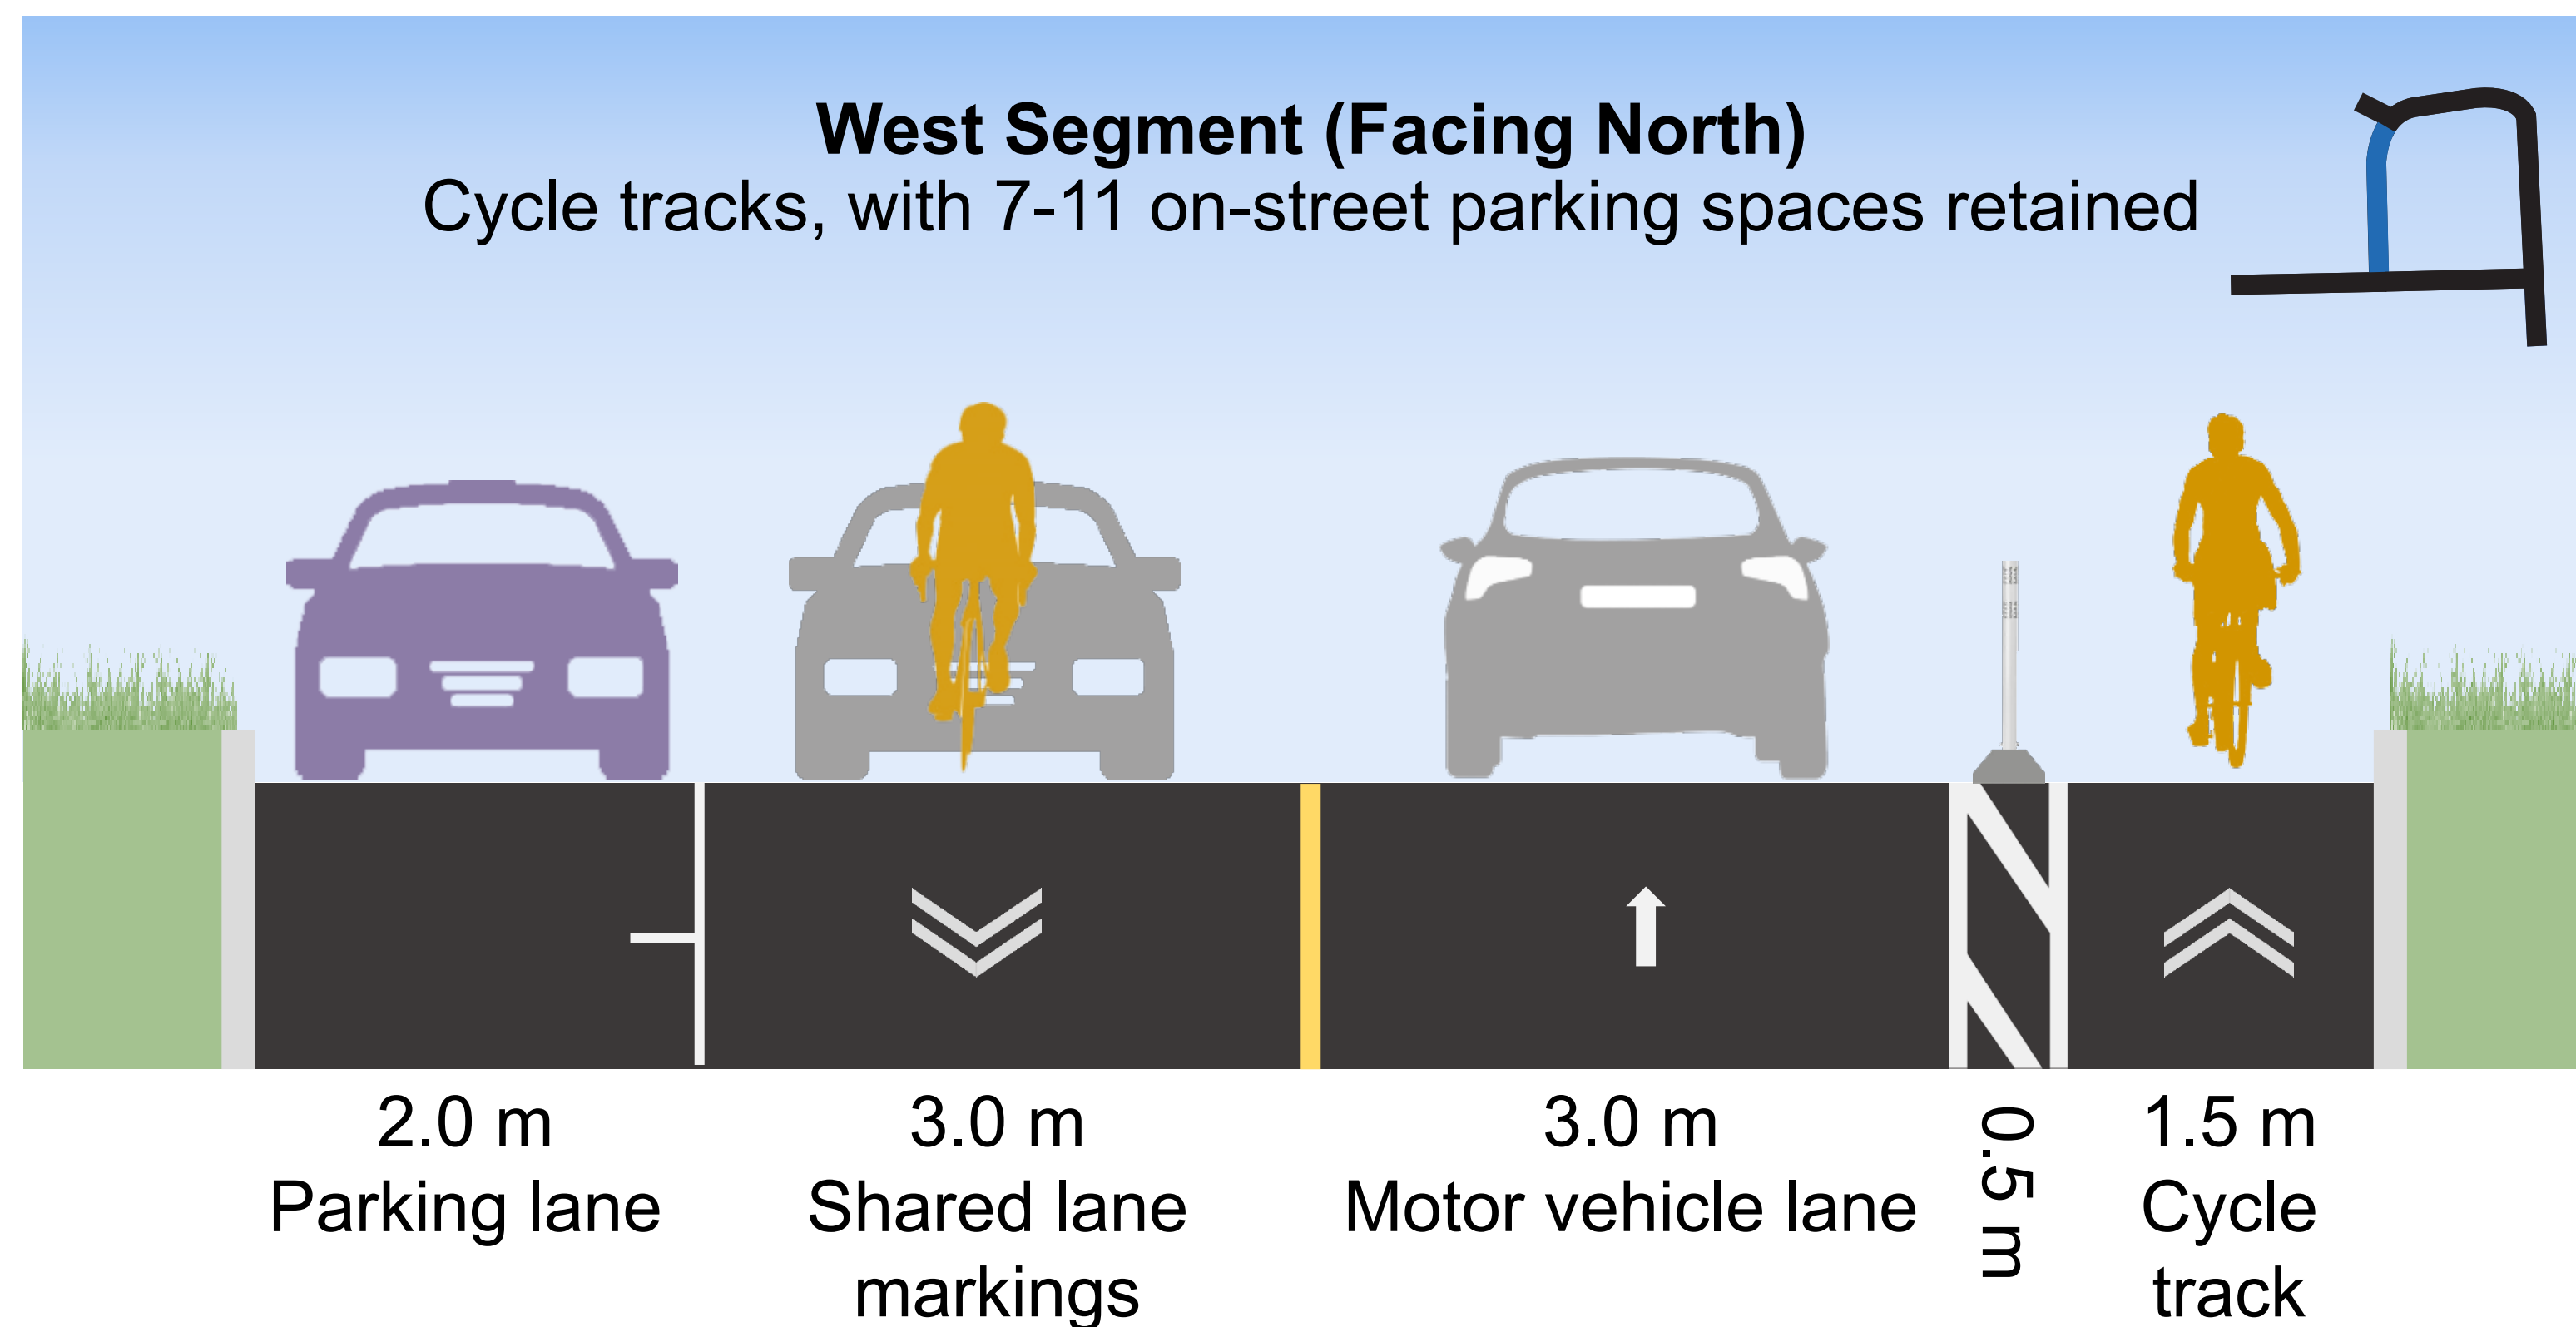 West Segment (Facing North)
Cycle tracks, with 7-11 on-street parking spaces retained
2.0 m
Parking lane
3.0 m
Shared lane
markings
3.0 m
Motor vehicle lane
0.5 m
1.5 m
Cycle
track